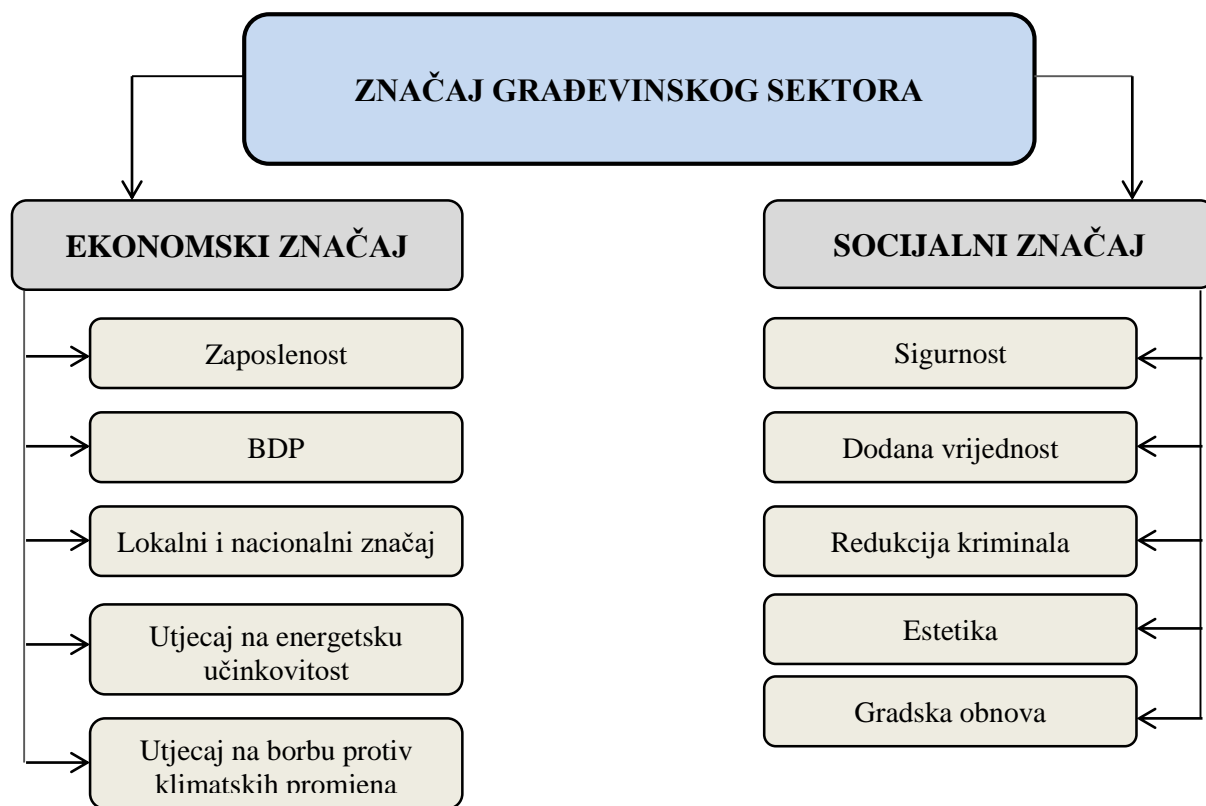 ZNAČAJ GRAĐEVINSKOG SEKTORA
EKONOMSKI ZNAČAJ
Zaposlenost
BDP
Lokalni i nacionalni značaj
Utjecaj na energetsku
učinkovitost
Utjecaj na borbu protiv
klimatskih promjena
SOCIJALNI ZNAČAJ
Sigurnost
Dodana vrijednost
Redukcija kriminala
Estetika
Gradska obnova